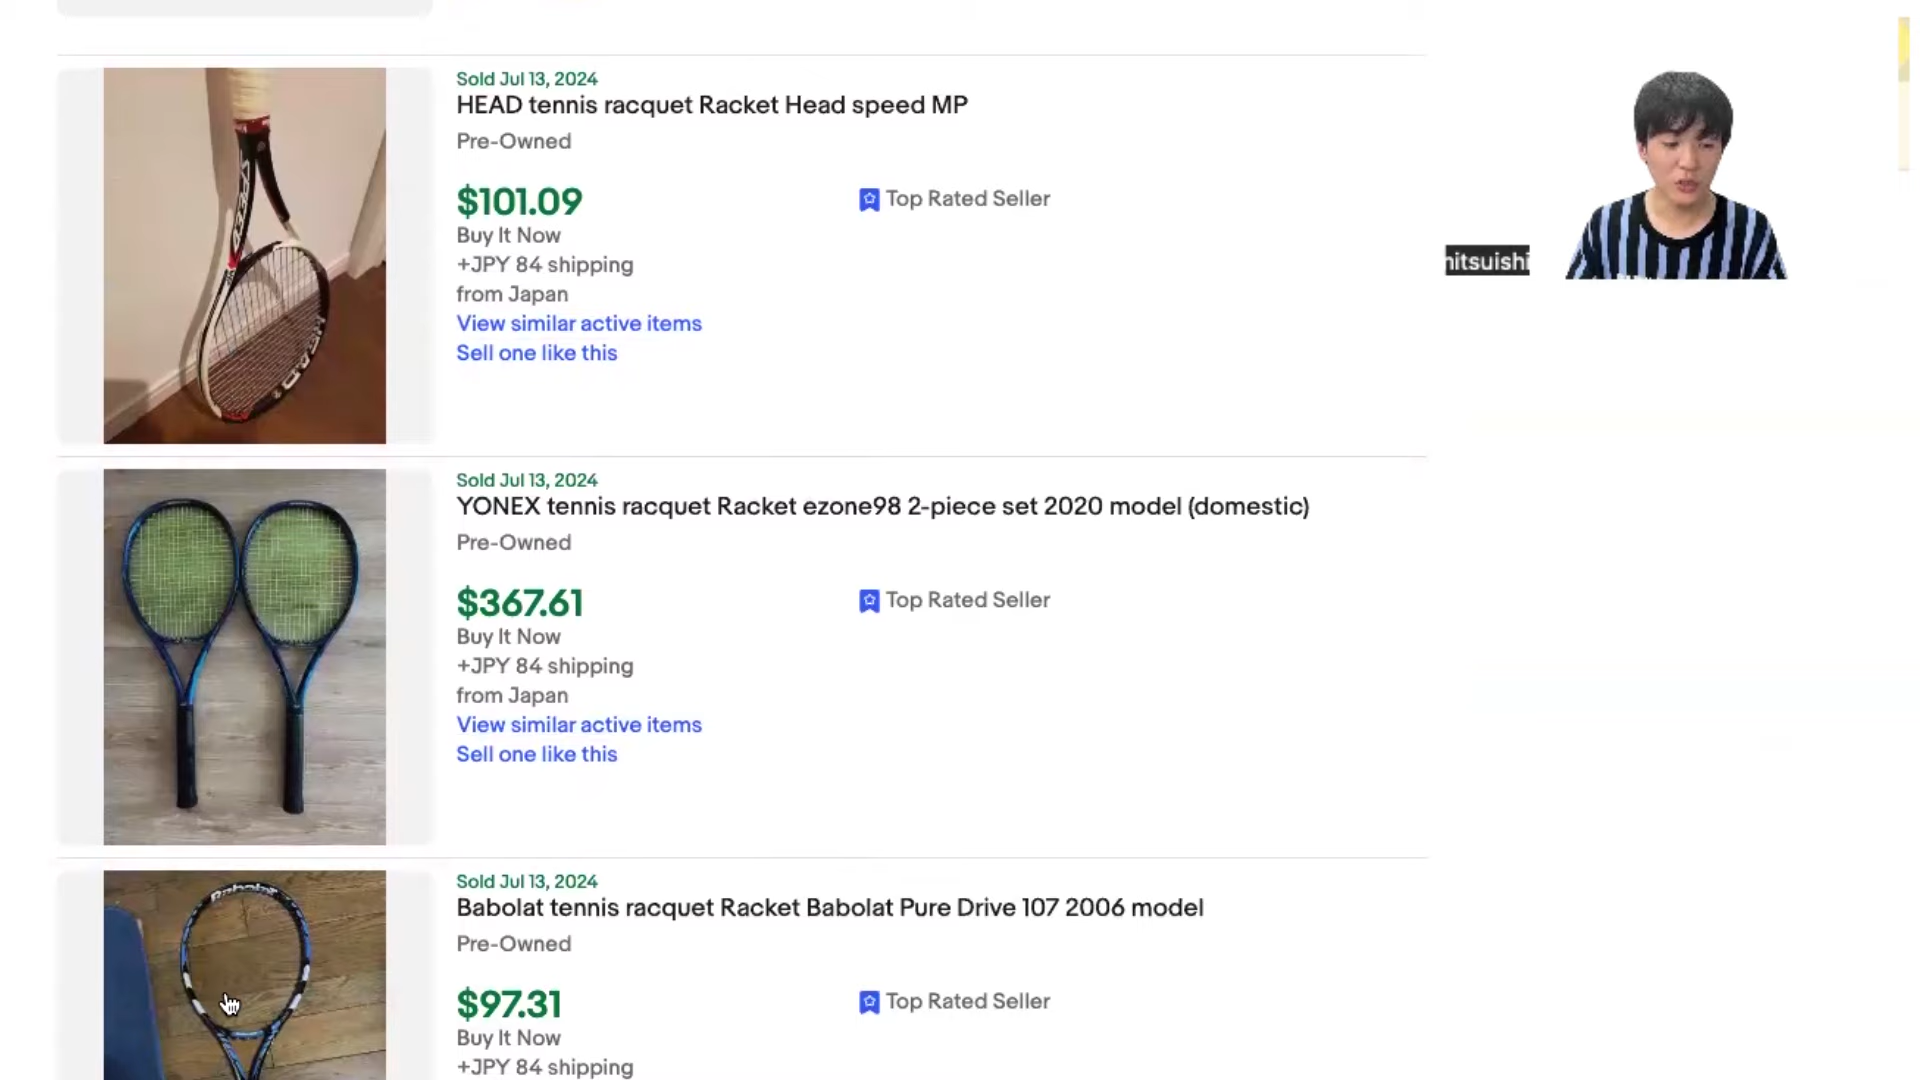 Sold Jul 13, 2024
HEAD tennis racquet Racket Head speed MP
Pre-Owned
$101.09
Top Rated Seller
Buy It Now
+JPY 84 shipping
from Japan
View similar active items
Sell one like this
SPEED
HEAD
hitsuishi
Sold Jul 13, 2024
YONEX tennis racquet Racket ezone98 2-piece set 2020 model (domestic)
Pre-Owned
$367.61
Top Rated Seller
Buy It Now
+JPY 84 shipping
from Japan
View similar active items
Sell one like this
Sold Jul 13, 2024
Babolat tennis racquet Racket Babolat Pure Drive 107 2006 model
Pre-Owned
$97.31
Top Rated Seller
Buy It Now
+JPY 84 shipping
Babolat